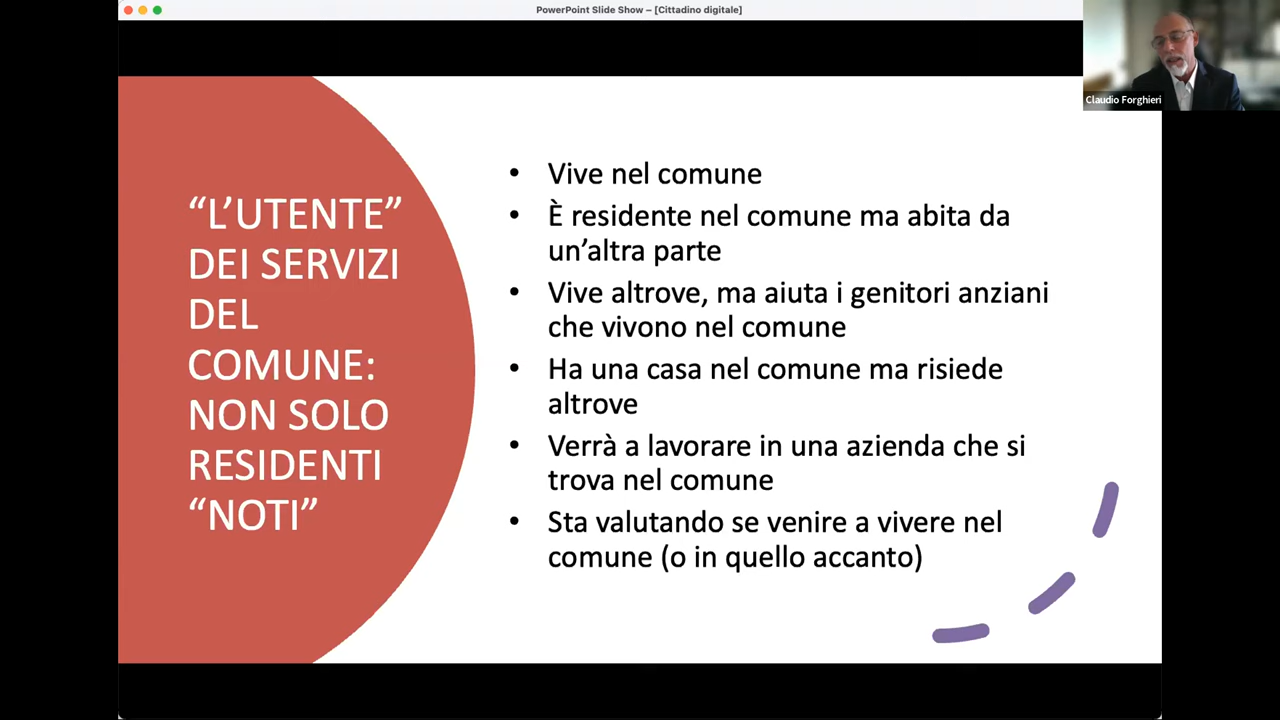 PowerPoint Slide Show – [Cittadino digitale]
Claudio Forghieri
“L’UTENTE”
DEI SERVIZI
DEL
COMUNE:
NON SOLO
RESIDENTI
“NOTI”
• Vive nel comune
• È residente nel comune ma abita da
un’altra parte
• Vive altrove, ma aiuta i genitori anziani
che vivono nel comune
• Ha una casa nel comune ma risiede
altrove
• Verrà a lavorare in una azienda che si
trova nel comune
• Sta valutando se venire a vivere nel
comune (o in quello accanto)